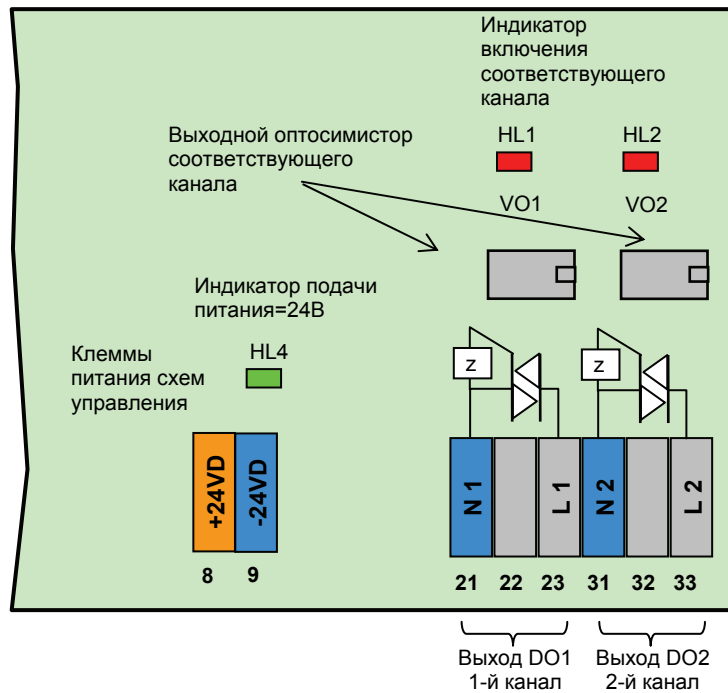 Индикатор
включения
соответствующего
канала
HL1
HL2
Выходной оптосимистор
соответствующего
канала
VO1
VO2
Индикатор подачи
питания=24В
HL4
Клеммы
питания схем
управления
z
z
+24VD
-24VD
N 1
L 1
N 2
L 2
8
9
21
22
23
31
32
33
Выход DO1
1-й канал
Выход DO2
2-й канал